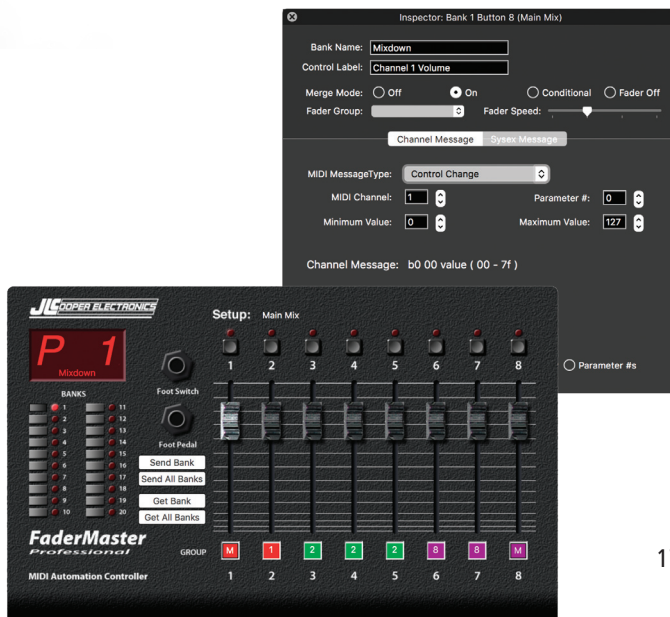 Inspector: Bank 1 Button 8 (Main Mix)
Bank Name: Mixdown
Control Label: Channel 1 Volume
Merge Mode: Off On Conditional Fader Off
Fader Group: Fader Speed:
Channel Message Sysex Message
MIDI MessageType: Control Change
MIDI Channel: 1 Parameter #: 0
Minimum Value: 0 Maximum Value: 127
Channel Message: b0 00 value ( 00 - 7f )
Parameter #s
JLCOOPER ELECTRONICS
Setup: Main Mix
P 1
Mixdown
1 2 3 4 5 6 7 8
BANKS
1 11
2 12
3 13
4 14
5 15
6 16
7 17
8 18
9 19
10 20
Foot Switch
Foot Pedal
Send Bank
Send All Banks
Get Bank
Get All Banks
FaderMaster
Professional
GROUP M 1 2 2 2 8 8 M
MIDI Automation Controller
1 2 3 4 5 6 7 8